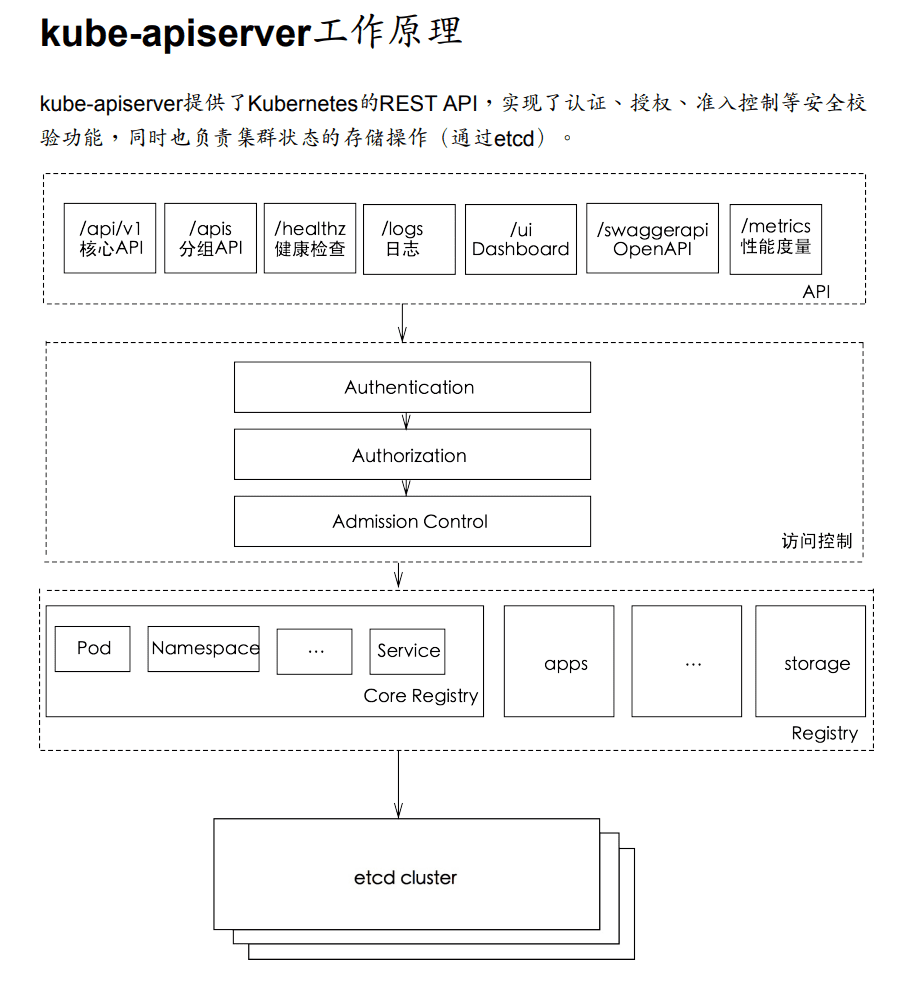 kube-apiserver工作原理
kube-apiserver提供了Kubernetes的REST API，实现了认证、授权、准入控制等安全校
验功能，同时也负责集群状态的存储操作（通过etcd）。
/api/v1
核心API
/apis
分组API
/healthz
健康检查
/logs
日志
/ui
Dashboard
/swaggerapi
OpenAPI
/metrics
性能度量
API
Authentication
Authorization
Admission Control
访问控制
Pod
Namespace
...
Service
Core Registry
apps
...
storage
Registry
etcd cluster